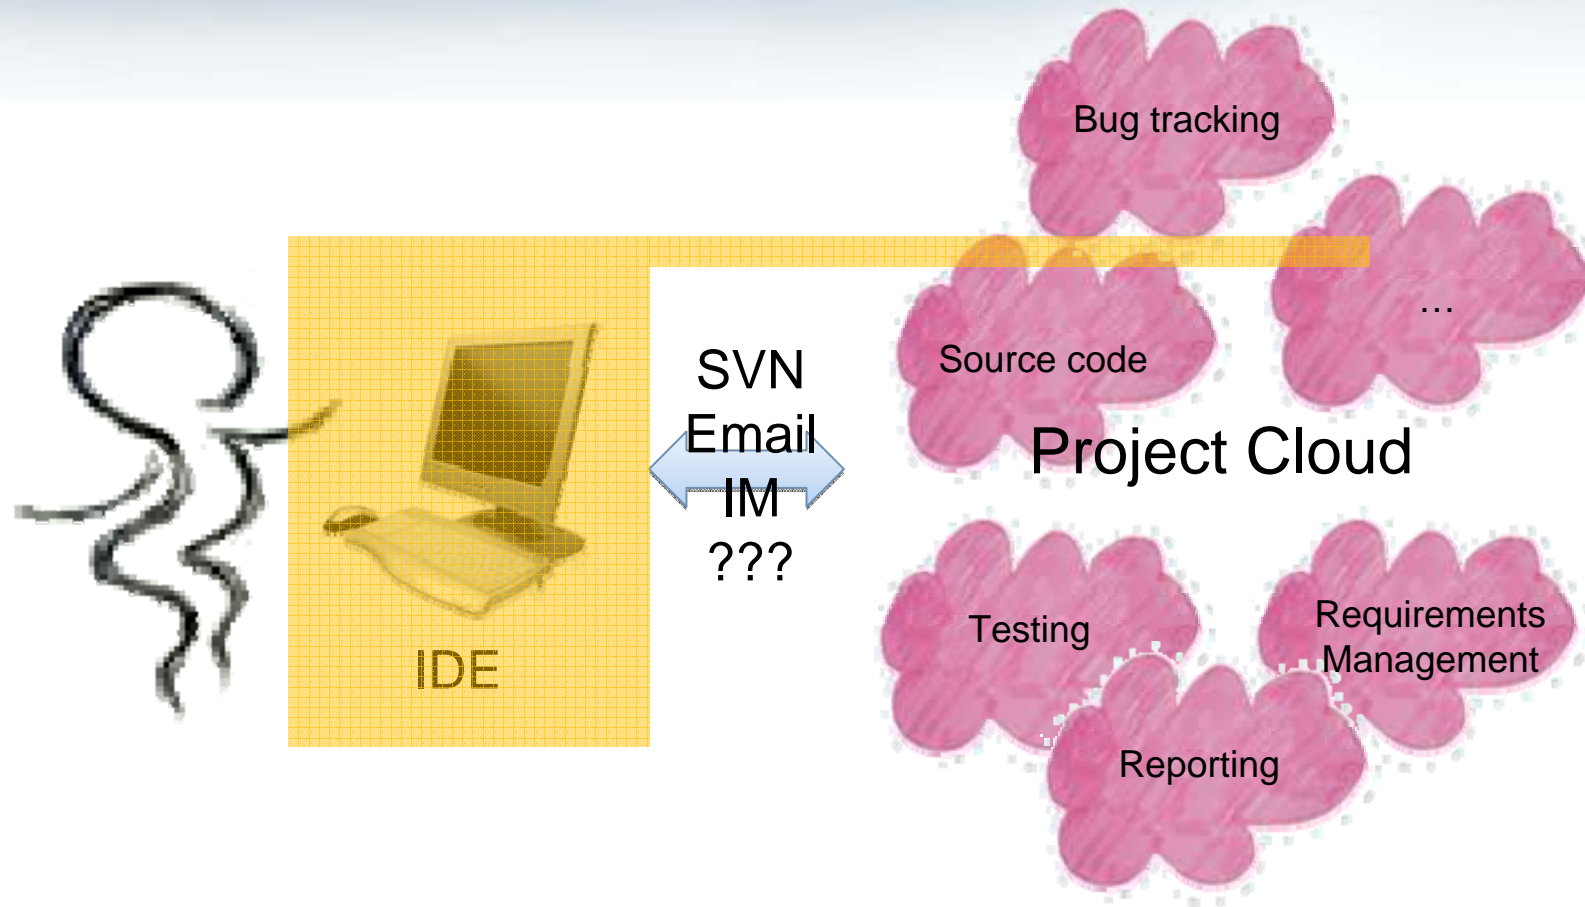 Bug tracking
...
Source code
SVN
Email
IM
???
Project Cloud
IDE
Testing
Requirements
Management
Reporting